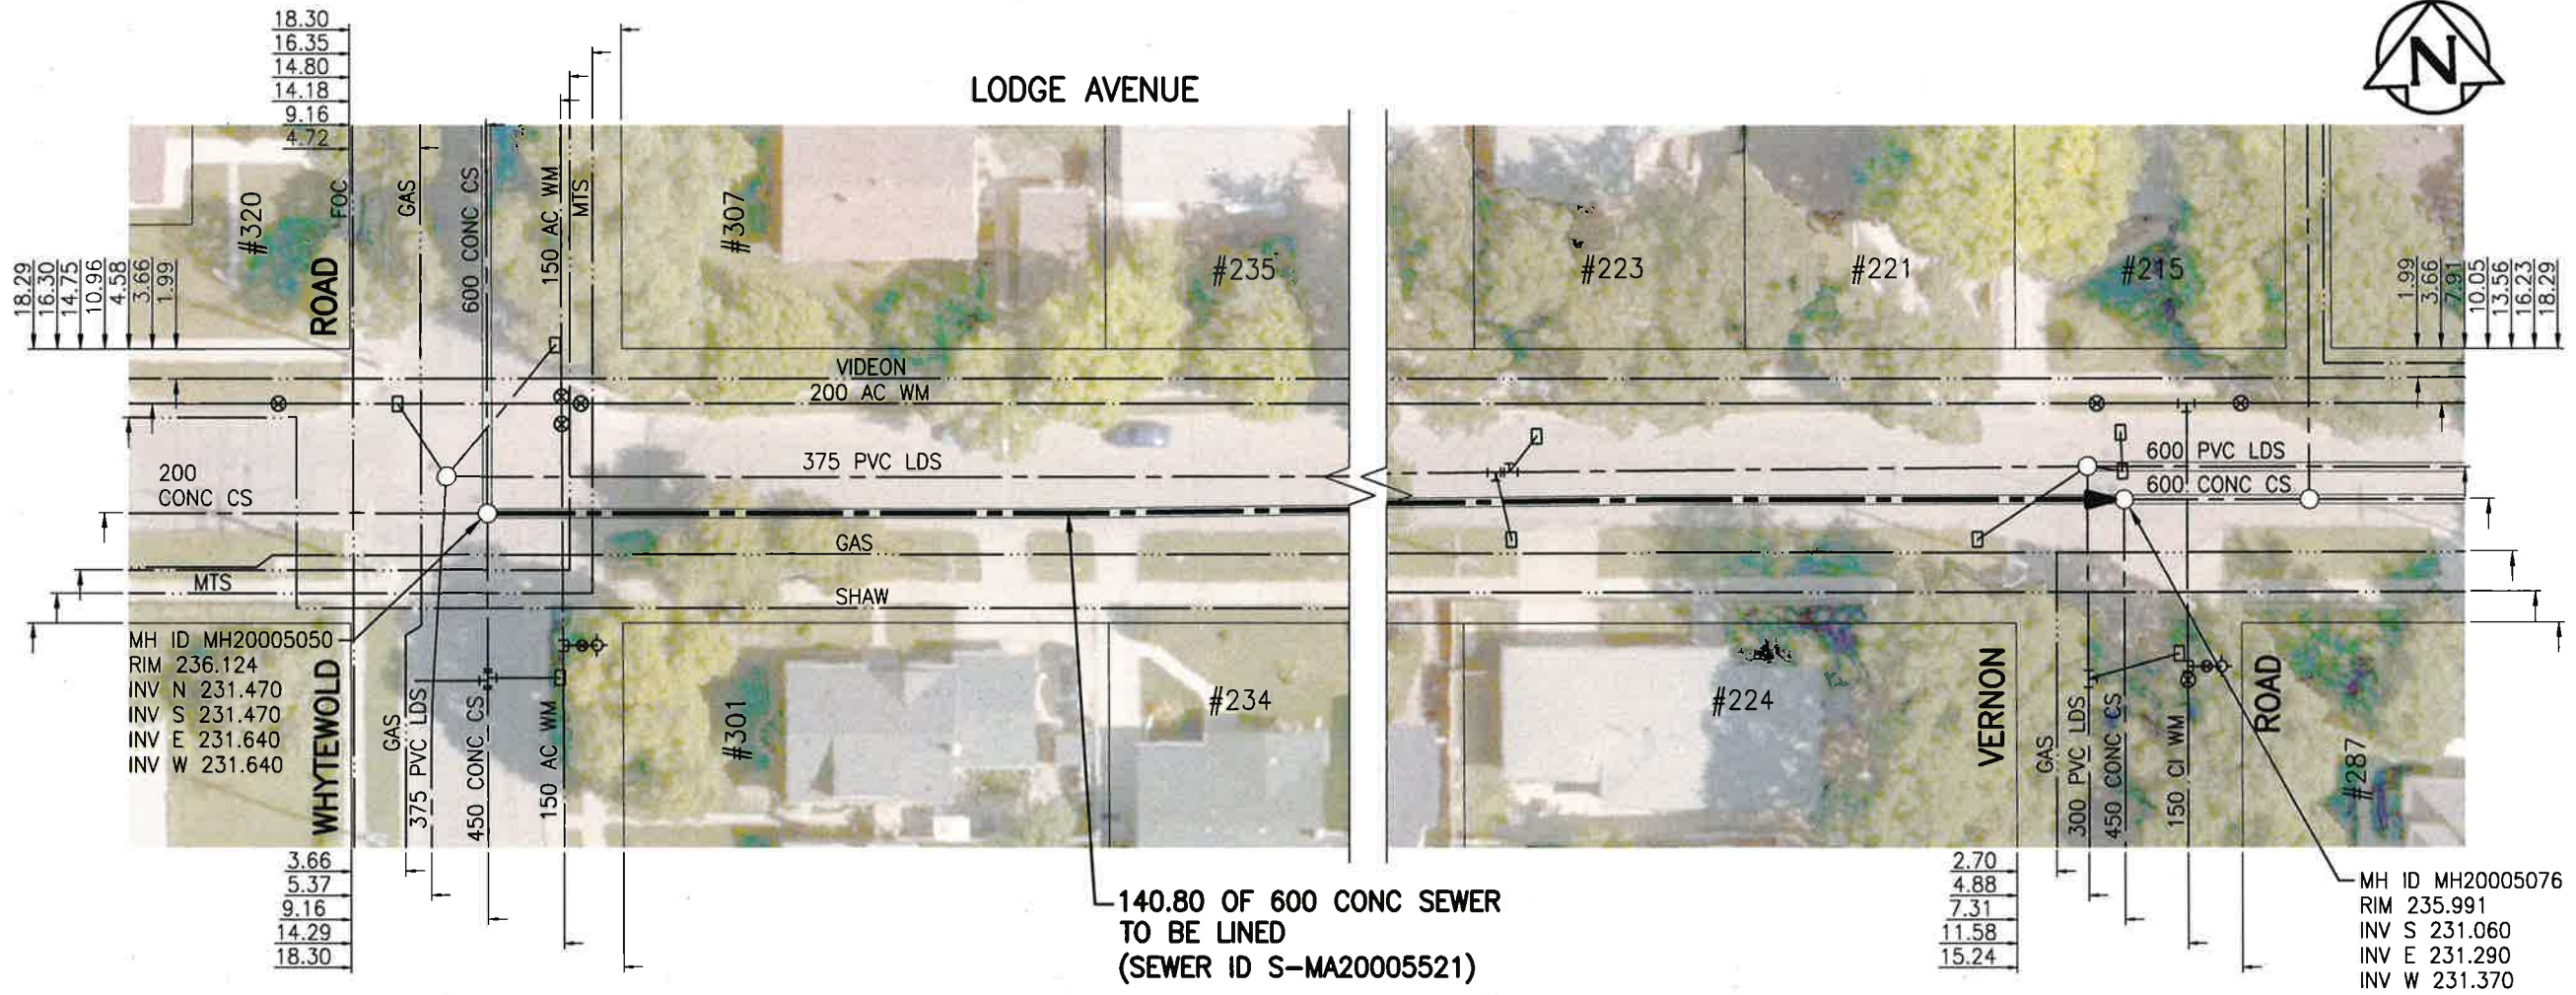 LODGE AVENUE
N
18.30
16.35
14.80
14.18
9.16
4.72
#320
FOC
ROAD
GAS
600 CONC CS
150 AC WM
MTS
#307
#235
#223
#221
#215
18.29
16.30
14.75
10.96
4.58
3.66
1.99
1.99
3.66
7.91
10.05
13.56
16.23
18.29
VIDEON
200 AC WM
375 PVC LDS
600 PVC LDS
600 CONC CS
200
CONC CS
GAS
MTS
SHAW
MH ID MH20005050
RIM 236.124
INV N 231.470
INV S 231.470
INV E 231.640
INV W 231.640
WHYTEWOLD
GAS
375 PVC LDS
450 CONC CS
150 AC WM
#301
#234
#224
VERNON
GAS
300 PVC LDS
450 CONC CS
150 CI WM
ROAD
#287
3.66
5.37
9.16
14.29
18.30
140.80 OF 600 CONC SEWER
TO BE LINED
(SEWER ID S-MA20005521)
2.70
4.88
7.31
11.58
15.24
MH ID MH20005076
RIM 235.991
INV S 231.060
INV E 231.290
INV W 231.370